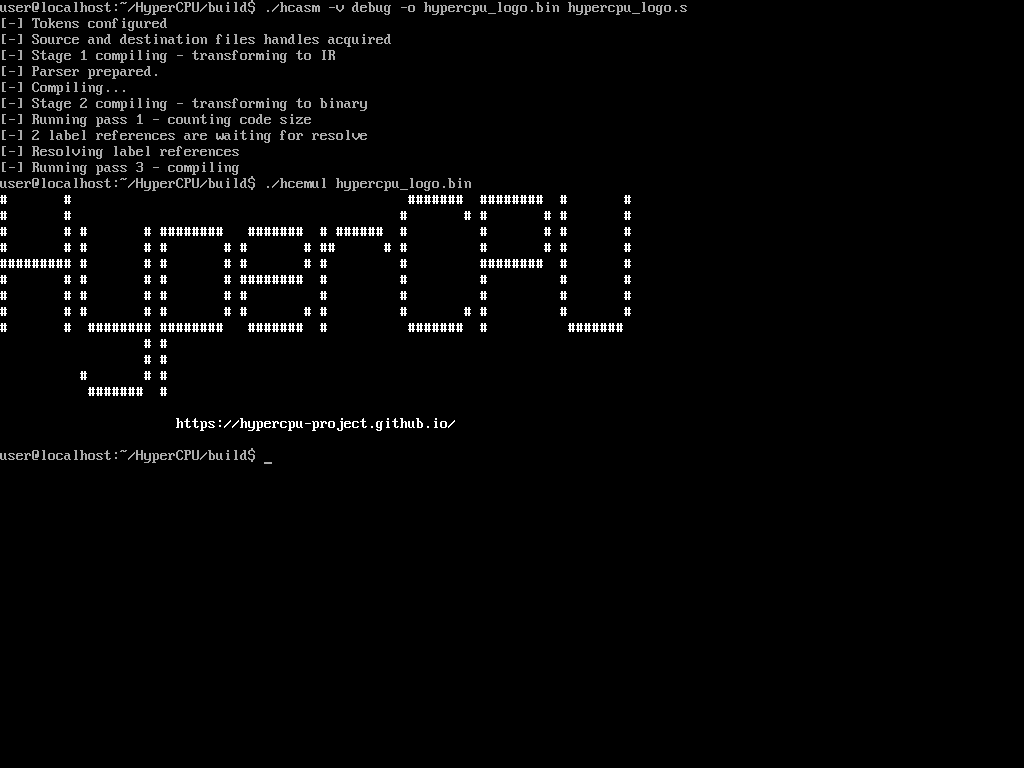 user@localhost:~/HyperCPU/build$ ./hcasm -v debug -o hypercpu_logo.bin hypercpu_logo.s
[-] Tokens configured
[-] Source and destination files handles acquired
[-] Stage 1 compiling - transforming to IR
[-] Parser prepared.
[-] Compiling...
[-] Stage 2 compiling - transforming to binary
[-] Running pass 1 - counting code size
[-] 2 label references are waiting for resolve
[-] Resolving label references
[-] Running pass 3 - compiling
user@localhost:~/HyperCPU/build$ ./hcemul hypercpu_logo.bin
HyperCPU
https://hypercpu-project.github.io/
user@localhost:~/HyperCPU/build$ _